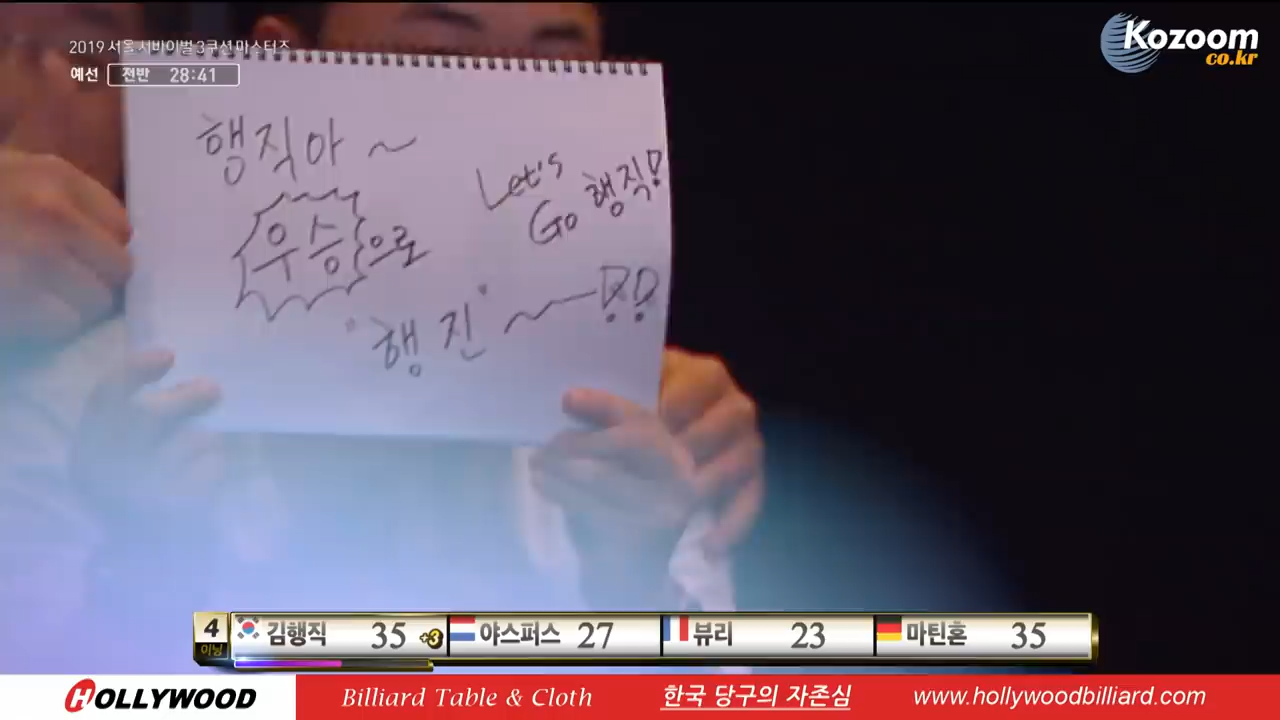 2019 서울 서바이벌 3쿠션 마스터즈
예선 전반 28:41
Kozoom
co.kr
행직아 ~
우승으로
"행진" ~ !!
Let's
Go 행직!
4 이닝
김행직 35 +3
야스퍼스 27
뷰리 23
마틴혼 35
HOLLYWOOD Billiard Table & Cloth 한국 당구의 자존심 www.hollywoodbilliard.com